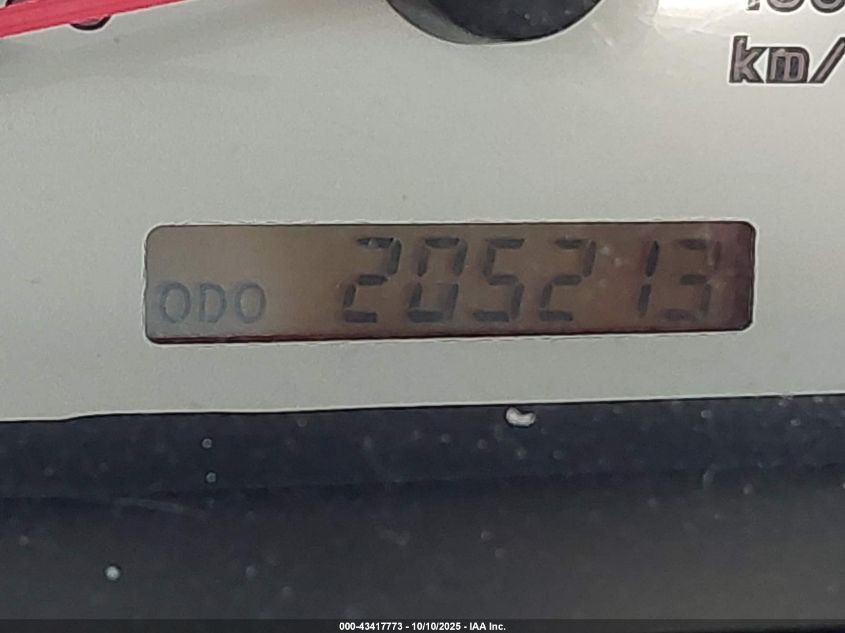 km/
ODO 205213
000-43417773 - 10/10/2025 - IAA Inc.